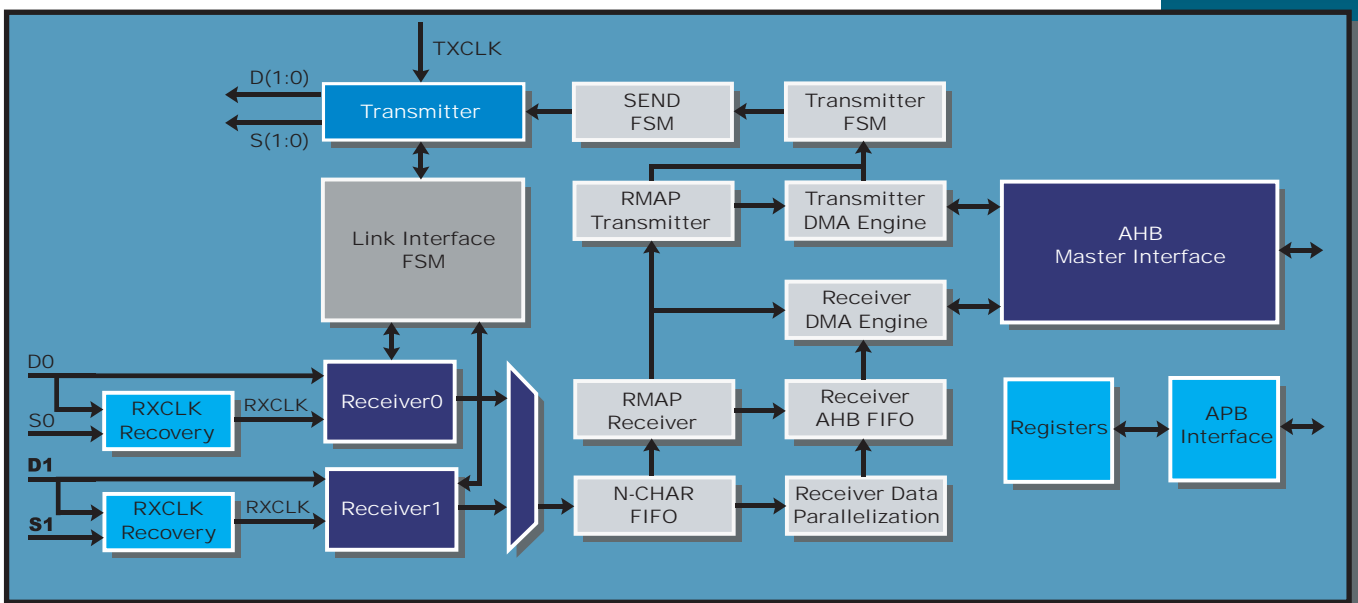 TXCLK
D(1:0)
S(1:0)
Transmitter
SEND
FSM
Transmitter
FSM
Link Interface
FSM
RMAP
Transmitter
Transmitter
DMA Engine
AHB
Master Interface
Receiver
DMA Engine
D0
S0
RXCLK
Recovery
RXCLK
Receiver0
RMAP
Receiver
Receiver
AHB FIFO
Registers
APB
Interface
D1
S1
RXCLK
Recovery
RXCLK
Receiver1
N-CHAR
FIFO
Receiver Data
Parallelization